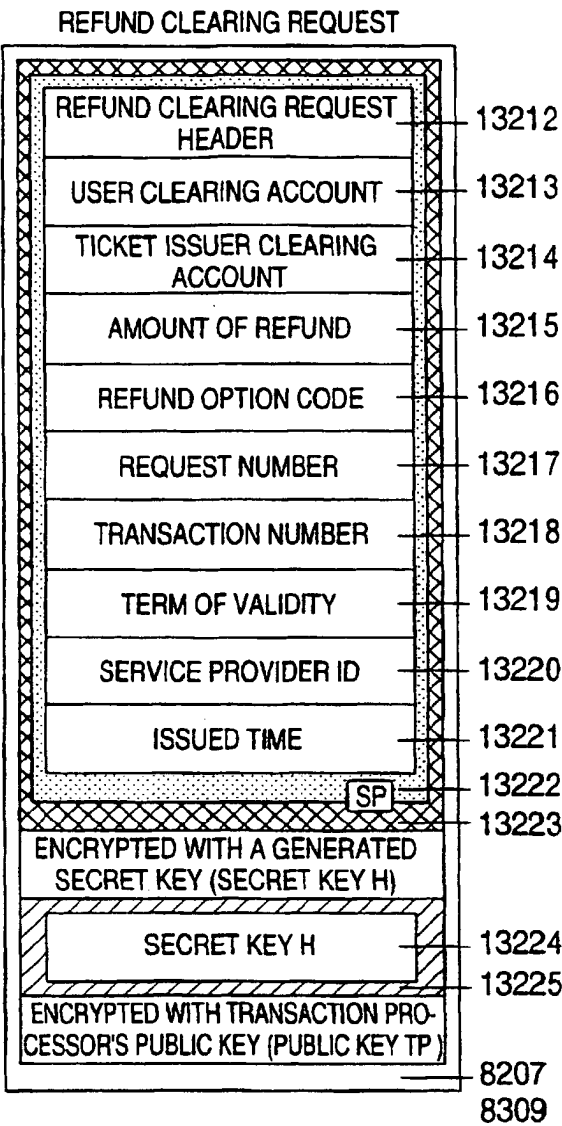 REFUND CLEARING REQUEST
REFUND CLEARING REQUEST
HEADER
13212
USER CLEARING ACCOUNT
13213
TICKET ISSUER CLEARING
ACCOUNT
13214
AMOUNT OF REFUND
13215
REFUND OPTION CODE
13216
REQUEST NUMBER
13217
TRANSACTION NUMBER
13218
TERM OF VALIDITY
13219
SERVICE PROVIDER ID
13220
ISSUED TIME
13221
SP
13222
13223
ENCRYPTED WITH A GENERATED
SECRET KEY (SECRET KEY H)
SECRET KEY H
13224
13225
ENCRYPTED WITH TRANSACTION PRO-
CESSOR'S PUBLIC KEY (PUBLIC KEY TP)
8207
8309